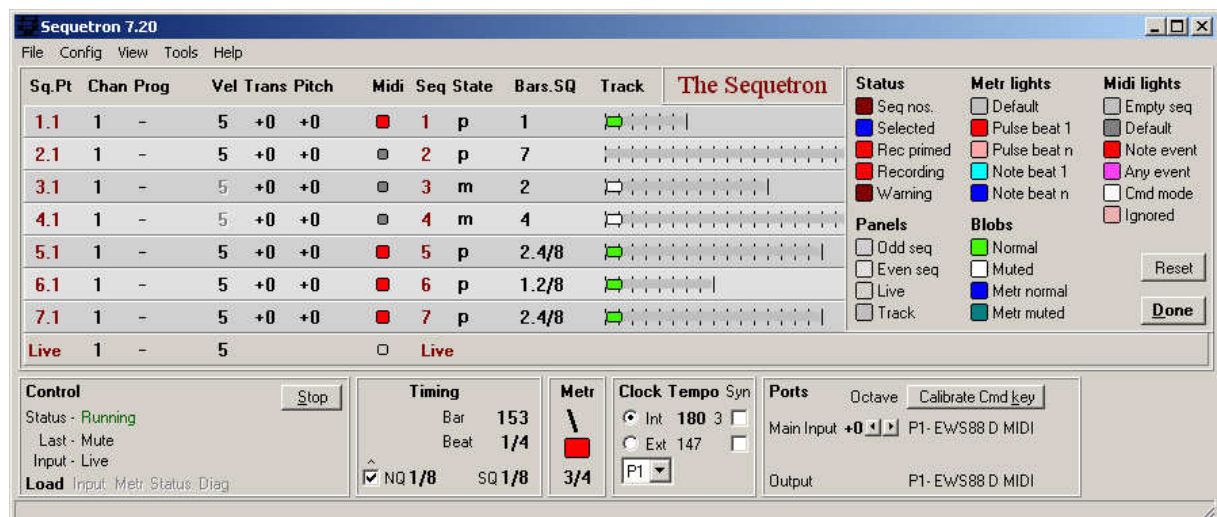 Sequetron 7.20
File Config View Tools Help
Sq.Pt Chan Prog Vel Trans Pitch Midi Seq State Bars.SQ Track The Sequetron
1.1 1 - 5 +0 +0 1 p 1
2.1 1 - 5 +0 +0 2 p 7
3.1 1 - 5 +0 +0 3 m 2
4.1 1 - 5 +0 +0 4 m 4
5.1 1 - 5 +0 +0 5 p 2.4/8
6.1 1 - 5 +0 +0 6 p 1.2/8
7.1 1 - 5 +0 +0 7 p 2.4/8
Live 1 - 5 Live
Status
Seq nos.
Selected
Rec primed
Recording
Warning
Metr lights
Default
Pulse beat 1
Pulse beat n
Note beat 1
Note beat n
Midi lights
Empty seq
Default
Note event
Any event
Cmd mode
Ignored
Panels
Odd seq
Even seq
Live
Track
Blobs
Normal
Muted
Metr normal
Metr muted
Reset
Done
Control Stop
Status - Running
Last - Mute
Input - Live
Load Input Metr Status Diag
Timing
Bar 153
Beat 1/4
^
NQ 1/8 SQ 1/8
Metr
\
3/4
Clock Tempo Syn
Int 180 3
Ext 147
P1
Ports Octave Calibrate Cmd key
Main Input +0 P1- EWS88 D MIDI
Output P1- EWS88 D MIDI